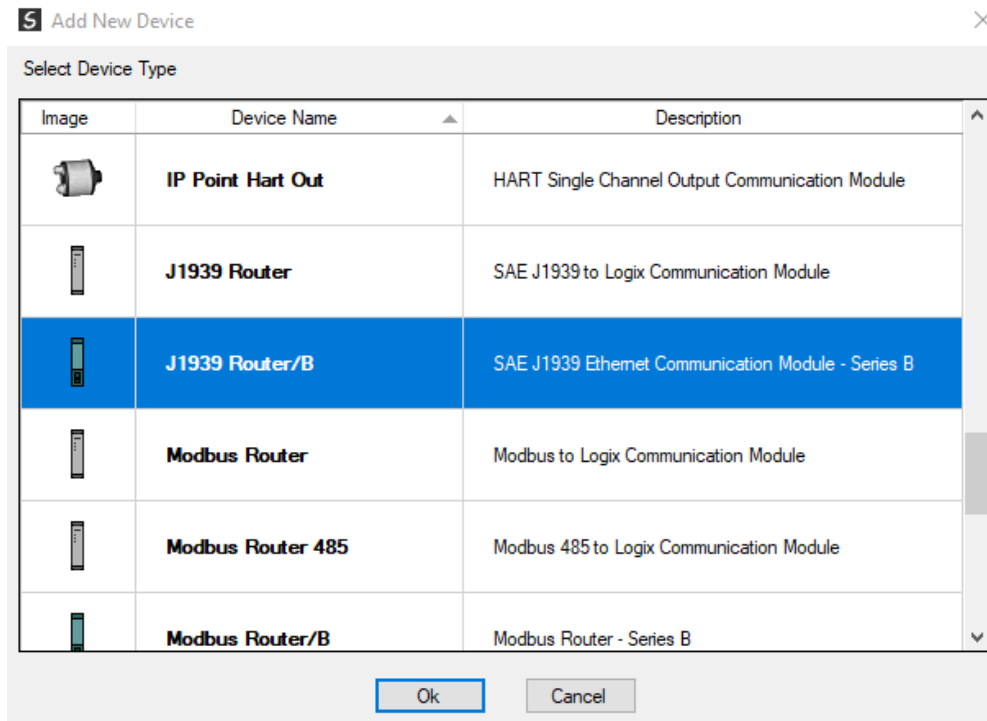 S Add New Device
Select Device Type
Image Device Name Description
IP Point Hart Out HART Single Channel Output Communication Module
J1939 Router SAE J1939 to Logix Communication Module
J1939 Router/B SAE J1939 Ethernet Communication Module - Series B
Modbus Router Modbus to Logix Communication Module
Modbus Router 485 Modbus 485 to Logix Communication Module
Modbus Router/B Modbus Router - Series B
Ok Cancel